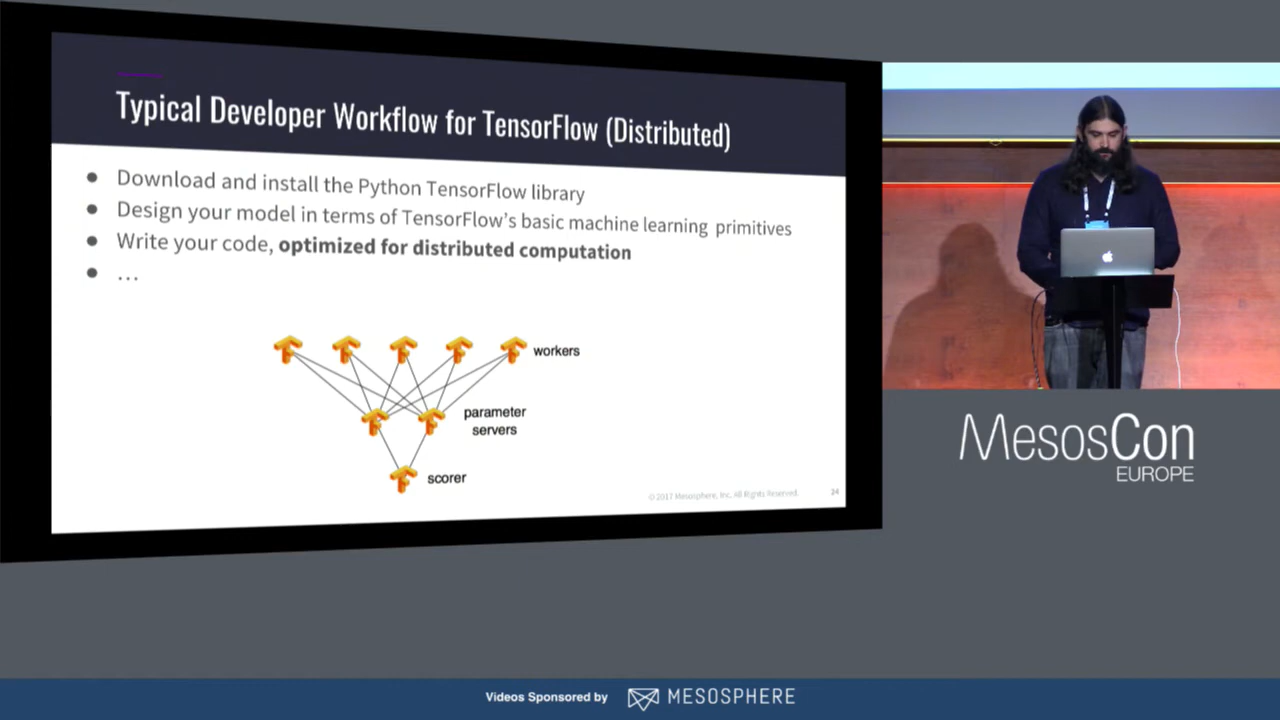 Typical Developer Workflow for TensorFlow (Distributed)
● Download and install the Python TensorFlow library
● Design your model in terms of TensorFlow's basic machine learning primitives
● Write your code, optimized for distributed computation
● ...
workers
parameter
servers
scorer
© 2017 Mesosphere, Inc. All Rights Reserved.
24
MesosCon
EUROPE
Videos Sponsored by
MESOSPHERE